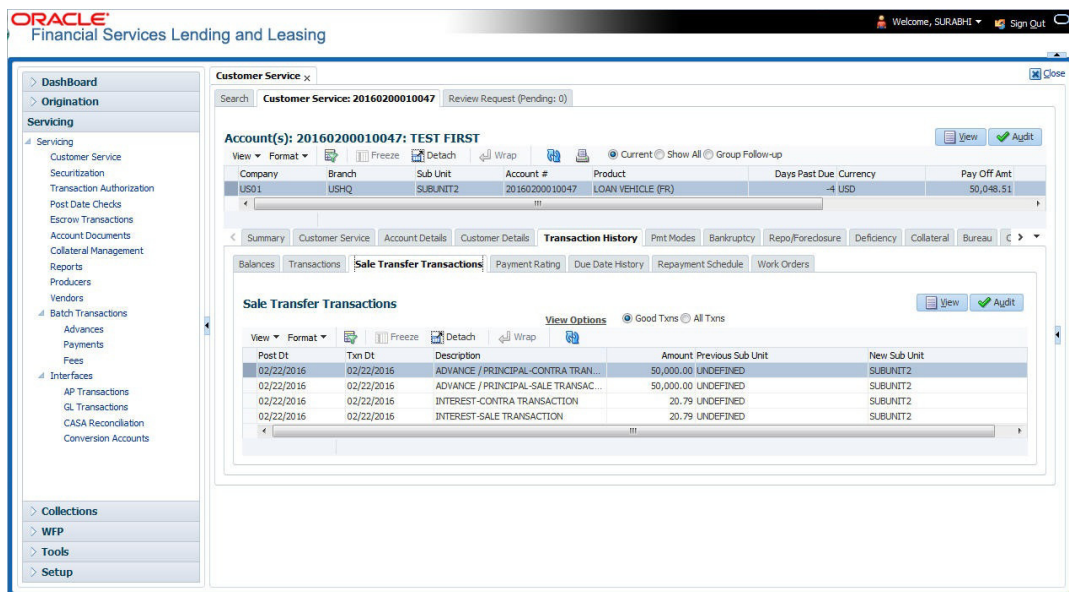 ORACLE
Financial Services Lending and Leasing
Welcome, SURABHI
Sign Out
Close
DashBoard
Origination
Servicing
Servicing
Customer Service
Securitization
Transaction Authorization
Post Date Checks
Escrow Transactions
Account Documents
Collateral Management
Reports
Producers
Vendors
Batch Transactions
Advances
Payments
Fees
Interfaces
AP Transactions
GL Transactions
CASA Reconciliation
Conversion Accounts
Collections
WFP
Tools
Setup
Customer Service x
Search Customer Service: 20160200010047 Review Request (Pending: 0)
Account(s): 20160200010047: TEST FIRST
View Audit
View Format Freeze Detach Wrap Current Show All Group Follow-up
Company Branch Sub Unit Account # Product Days Past Due Currency Pay Off Amt
US01 USHQ SUBUNIT2 20160200010047 LOAN VEHICLE (FR) -4 USD 50,048.51
Summary Customer Service Account Details Customer Details Transaction History Pmt Modes Bankruptcy Repo/Foreclosure Deficiency Collateral Bureau
Balances Transactions Sale Transfer Transactions Payment Rating Due Date History Repayment Schedule Work Orders
Sale Transfer Transactions
View Audit
View Options Good Txns All Txns
View Format Freeze Detach Wrap
Post Dt Txn Dt Description Amount Previous Sub Unit New Sub Unit
02/22/2016 02/22/2016 ADVANCE / PRINCIPAL-CONTRA TRAN... 50,000.00 UNDEFINED SUBUNIT2
02/22/2016 02/22/2016 ADVANCE / PRINCIPAL-SALE TRANSAC... 50,000.00 UNDEFINED SUBUNIT2
02/22/2016 02/22/2016 INTEREST-CONTRA TRANSACTION 20.79 UNDEFINED SUBUNIT2
02/22/2016 02/22/2016 INTEREST-SALE TRANSACTION 20.79 UNDEFINED SUBUNIT2